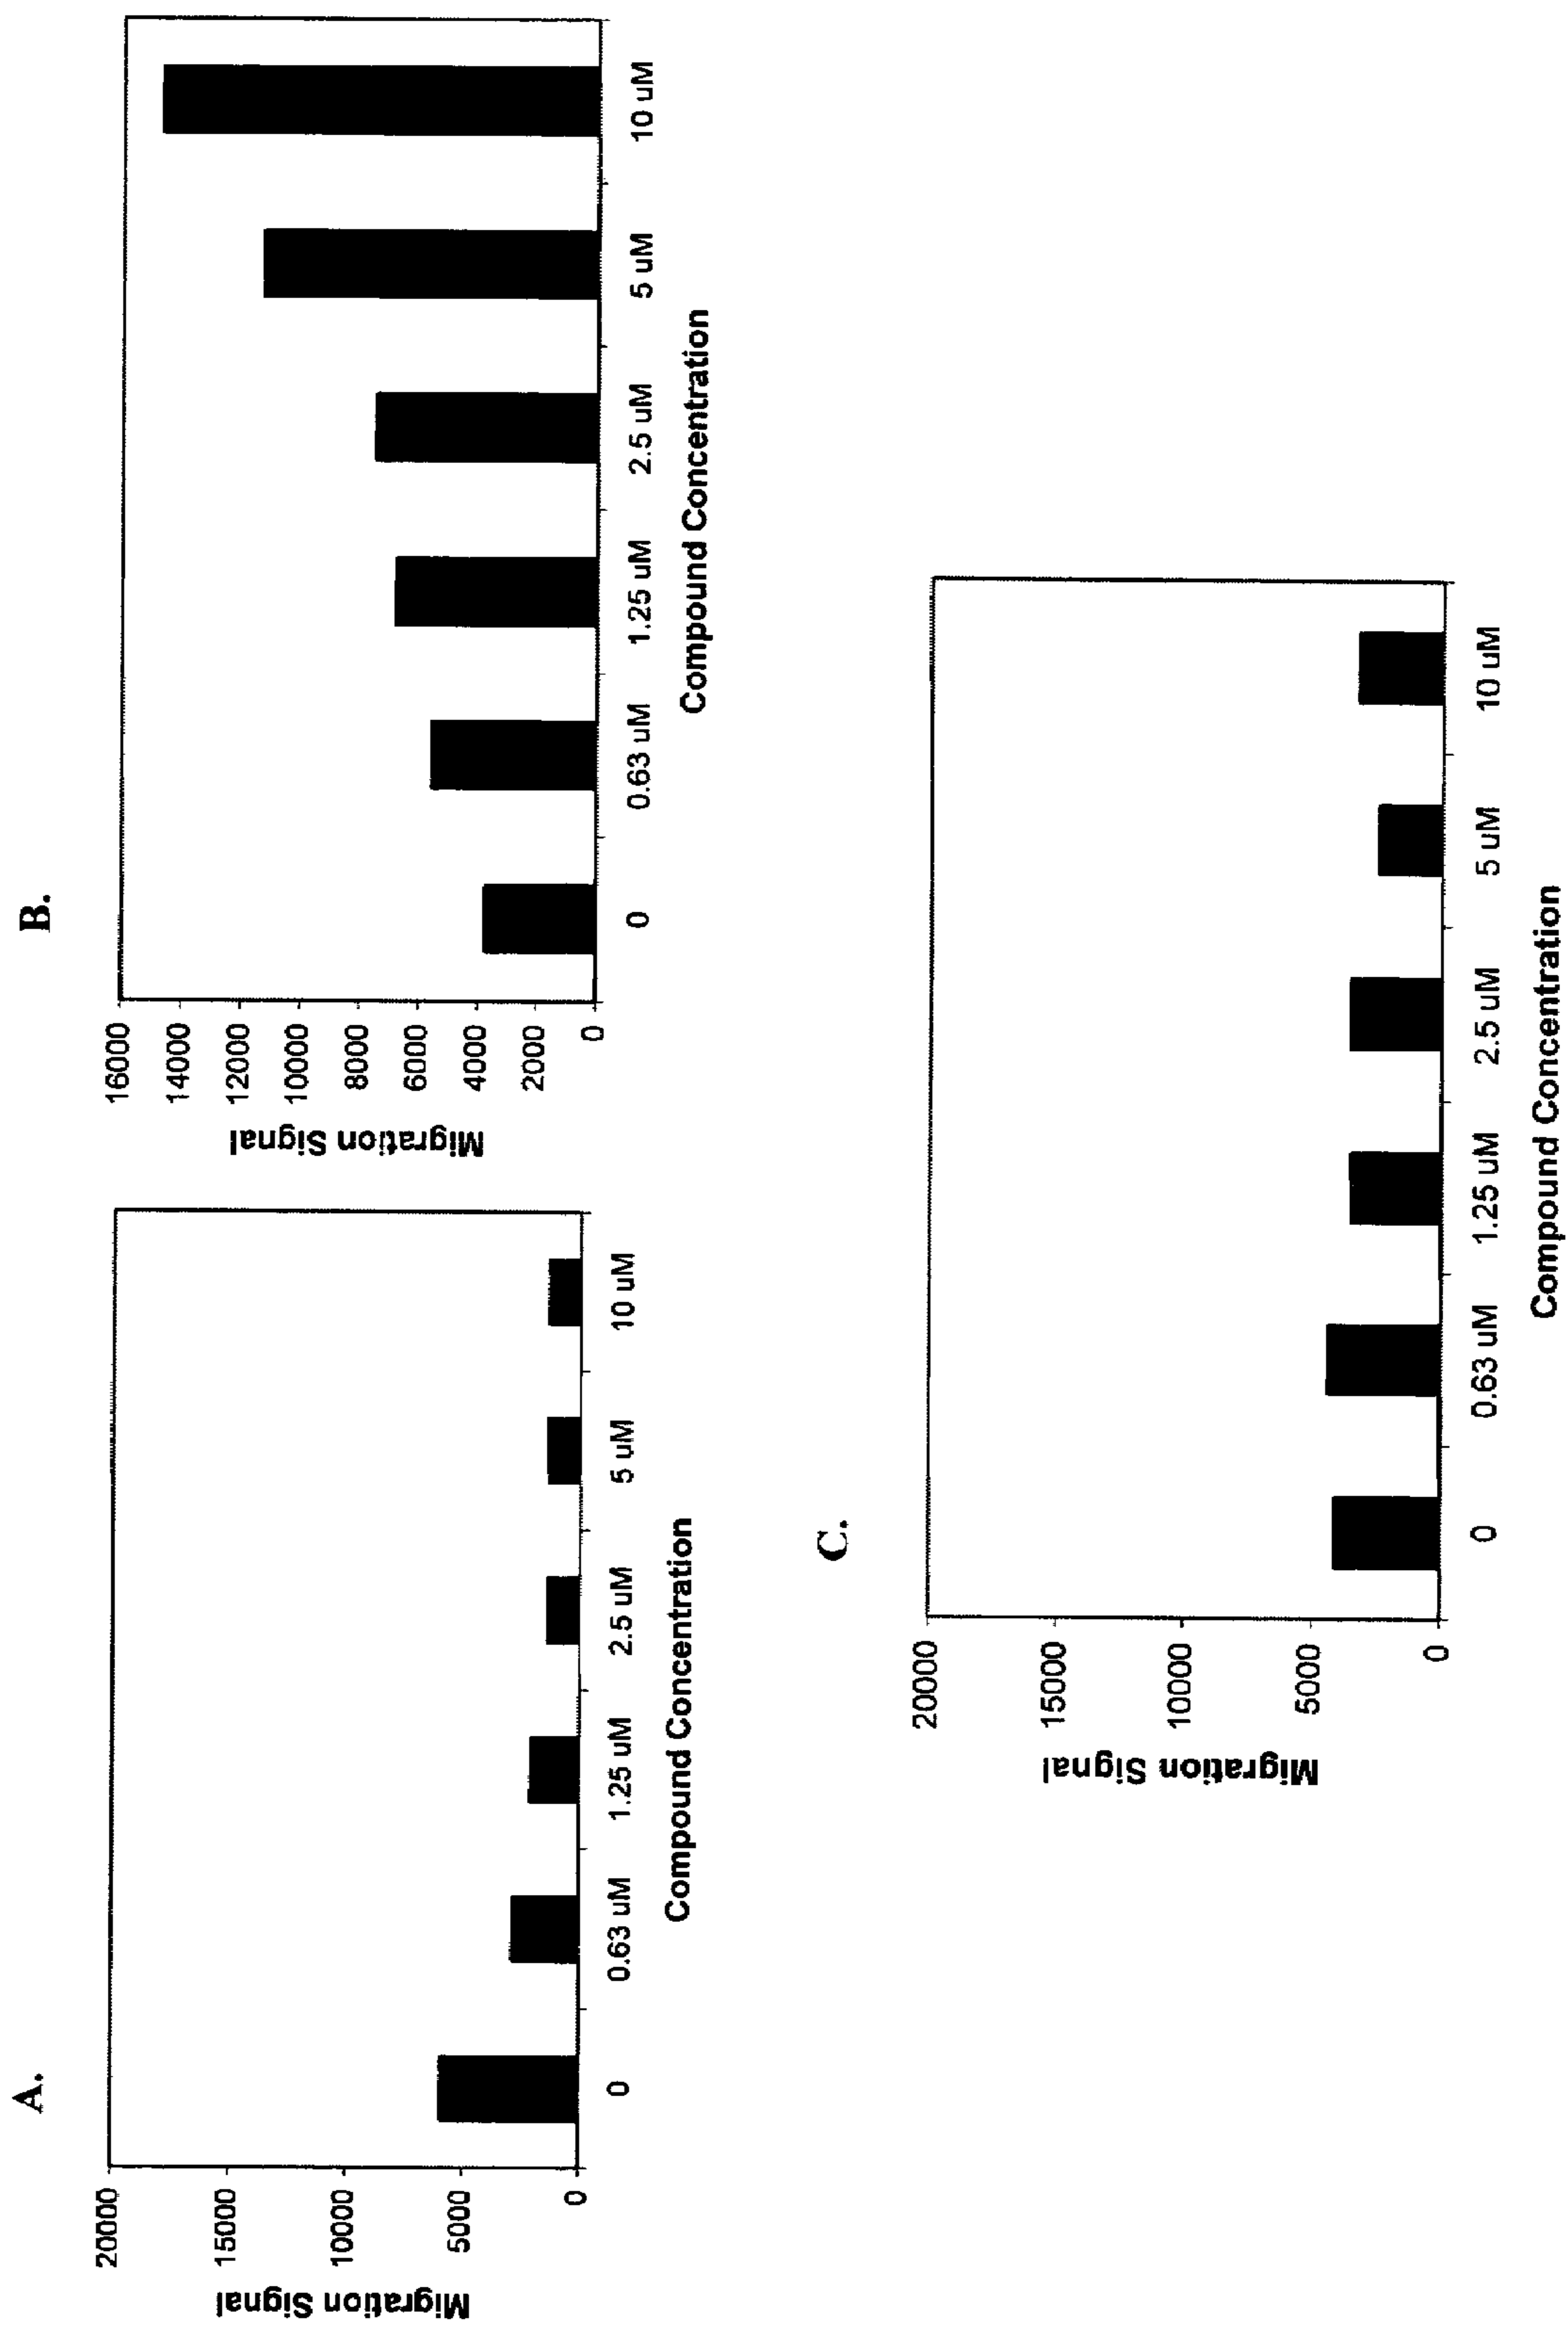 A.
20000
15000
10000
5000
0
Migration Signal
0 0.63 uM 1.25 uM 2.5 uM 5 uM 10 uM
Compound Concentration
B.
16000
14000
12000
10000
8000
6000
4000
2000
0
Migration Signal
0 0.63 uM 1.25 uM 2.5 uM 5 uM 10 uM
Compound Concentration
C.
20000
15000
10000
5000
0
Migration Signal
0 0.63 uM 1.25 uM 2.5 uM 5 uM 10 uM
Compound Concentration